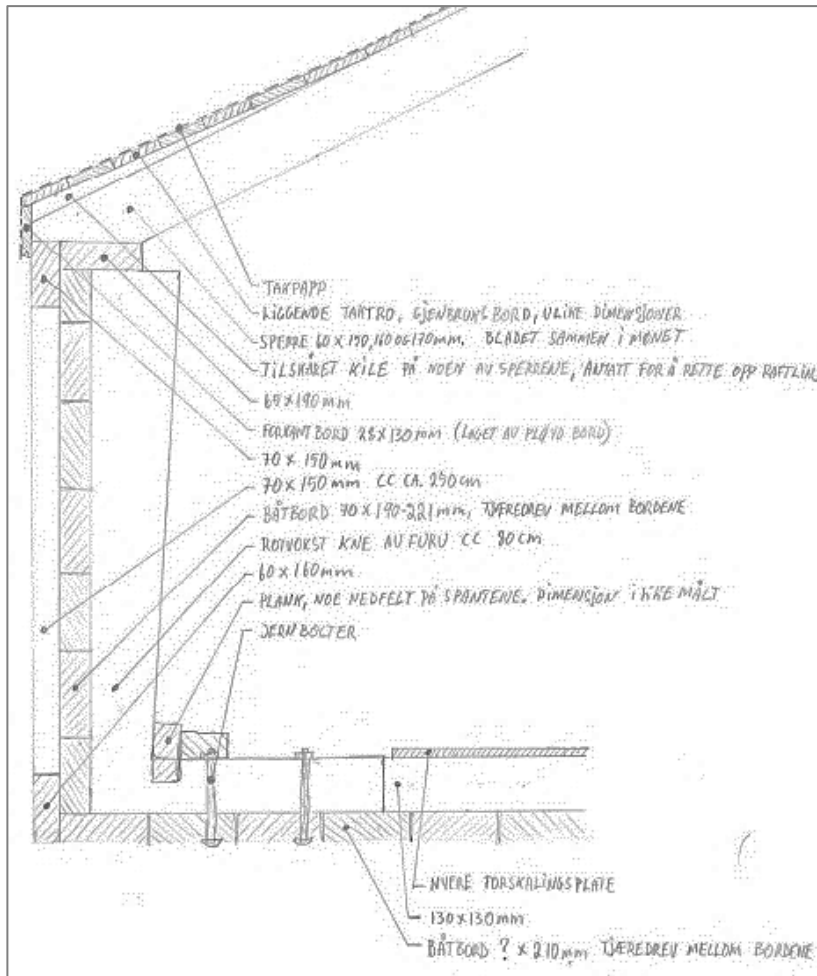 TAKPAPP
LIGGENDE TAKTRO, GJENBRUKS BORD, ULIKE DIMENSJONER
SPERRE 60 X 150, 160 OG 170mm. BLADET SAMMEN I MØNET
TILSKÅRET KILE PÅ NOEN AV SPERRENE, ANTATT FOR Å RETTE OPP RAFTLIN
65 X 190 mm
FORKANT BORD 28 X 130 mm (LAGET AV PLØYD BORD)
70 X 150 mm
70 X 150 mm CC CA. 250 cm
BÅTBORD 70 X 190-221 mm, TJÆREDREV MELLOM BORDENE
ROTVOKST KNE AV FURU CC 80 cm
60 X 160 mm
PLANK, NOE NEDFELT PÅ SPANTENE. DIMENSJON IKKE MÅLT
JERN BOLTER
NYERE FORSKALINGSPLATE
130 X 130 mm
BÅTBORD ? X 210 mm TJÆREDREV MELLOM BORDENE